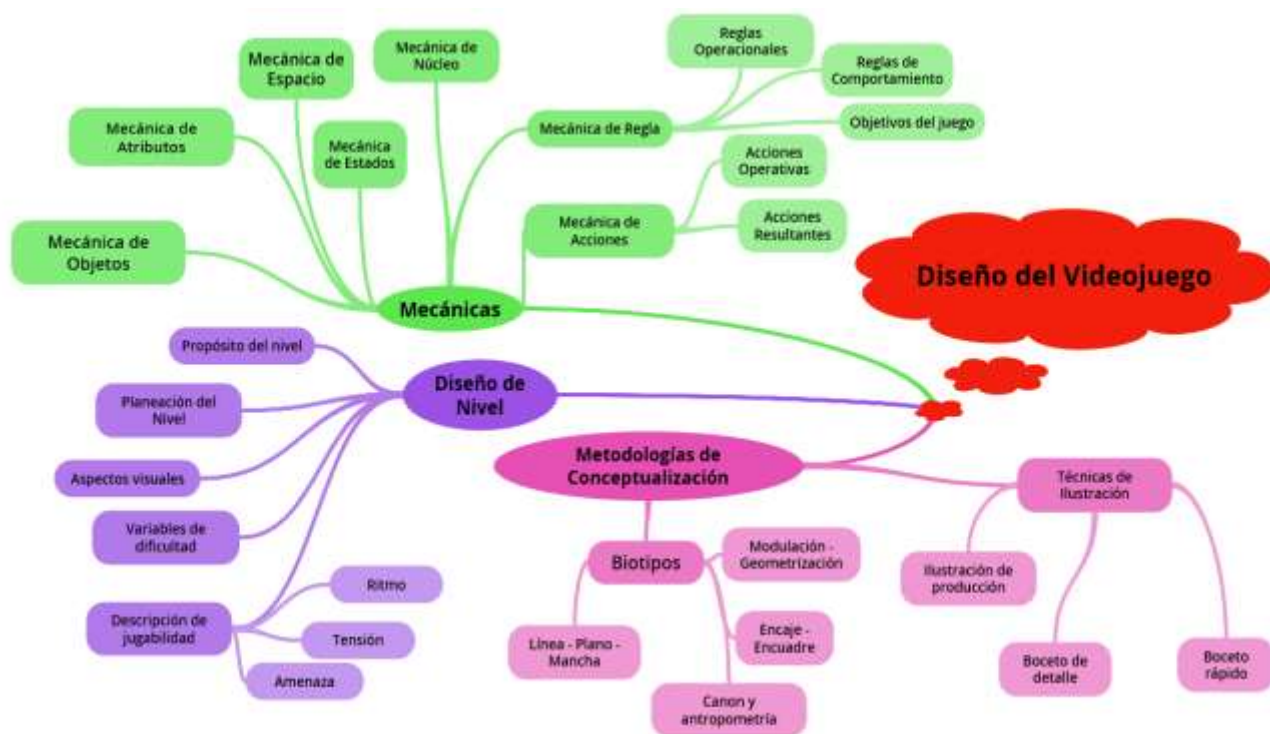 Diseño del Videojuego
Mecánicas
Mecánica de
Objetos
Mecánica de
Atributos
Mecánica de
Espacio
Mecánica
de Estados
Mecánica de
Núcleo
Mecánica de Regla
Reglas
Operacionales
Reglas de
Comportamiento
Objetivos del juego
Mecánica de
Acciones
Acciones
Operativas
Acciones
Resultantes
Diseño de
Nivel
Propósito del nivel
Planeación del
Nivel
Aspectos visuales
Variables de
dificultad
Descripción de
jugabilidad
Ritmo
Tensión
Amenaza
Metodologías de
Conceptualización
Biotipos
Línea - Plano -
Mancha
Canon y
antropometría
Encaje -
Encuadre
Modulación -
Geometrización
Técnicas de
Ilustración
Ilustración de
producción
Boceto de
detalle
Boceto
rápido